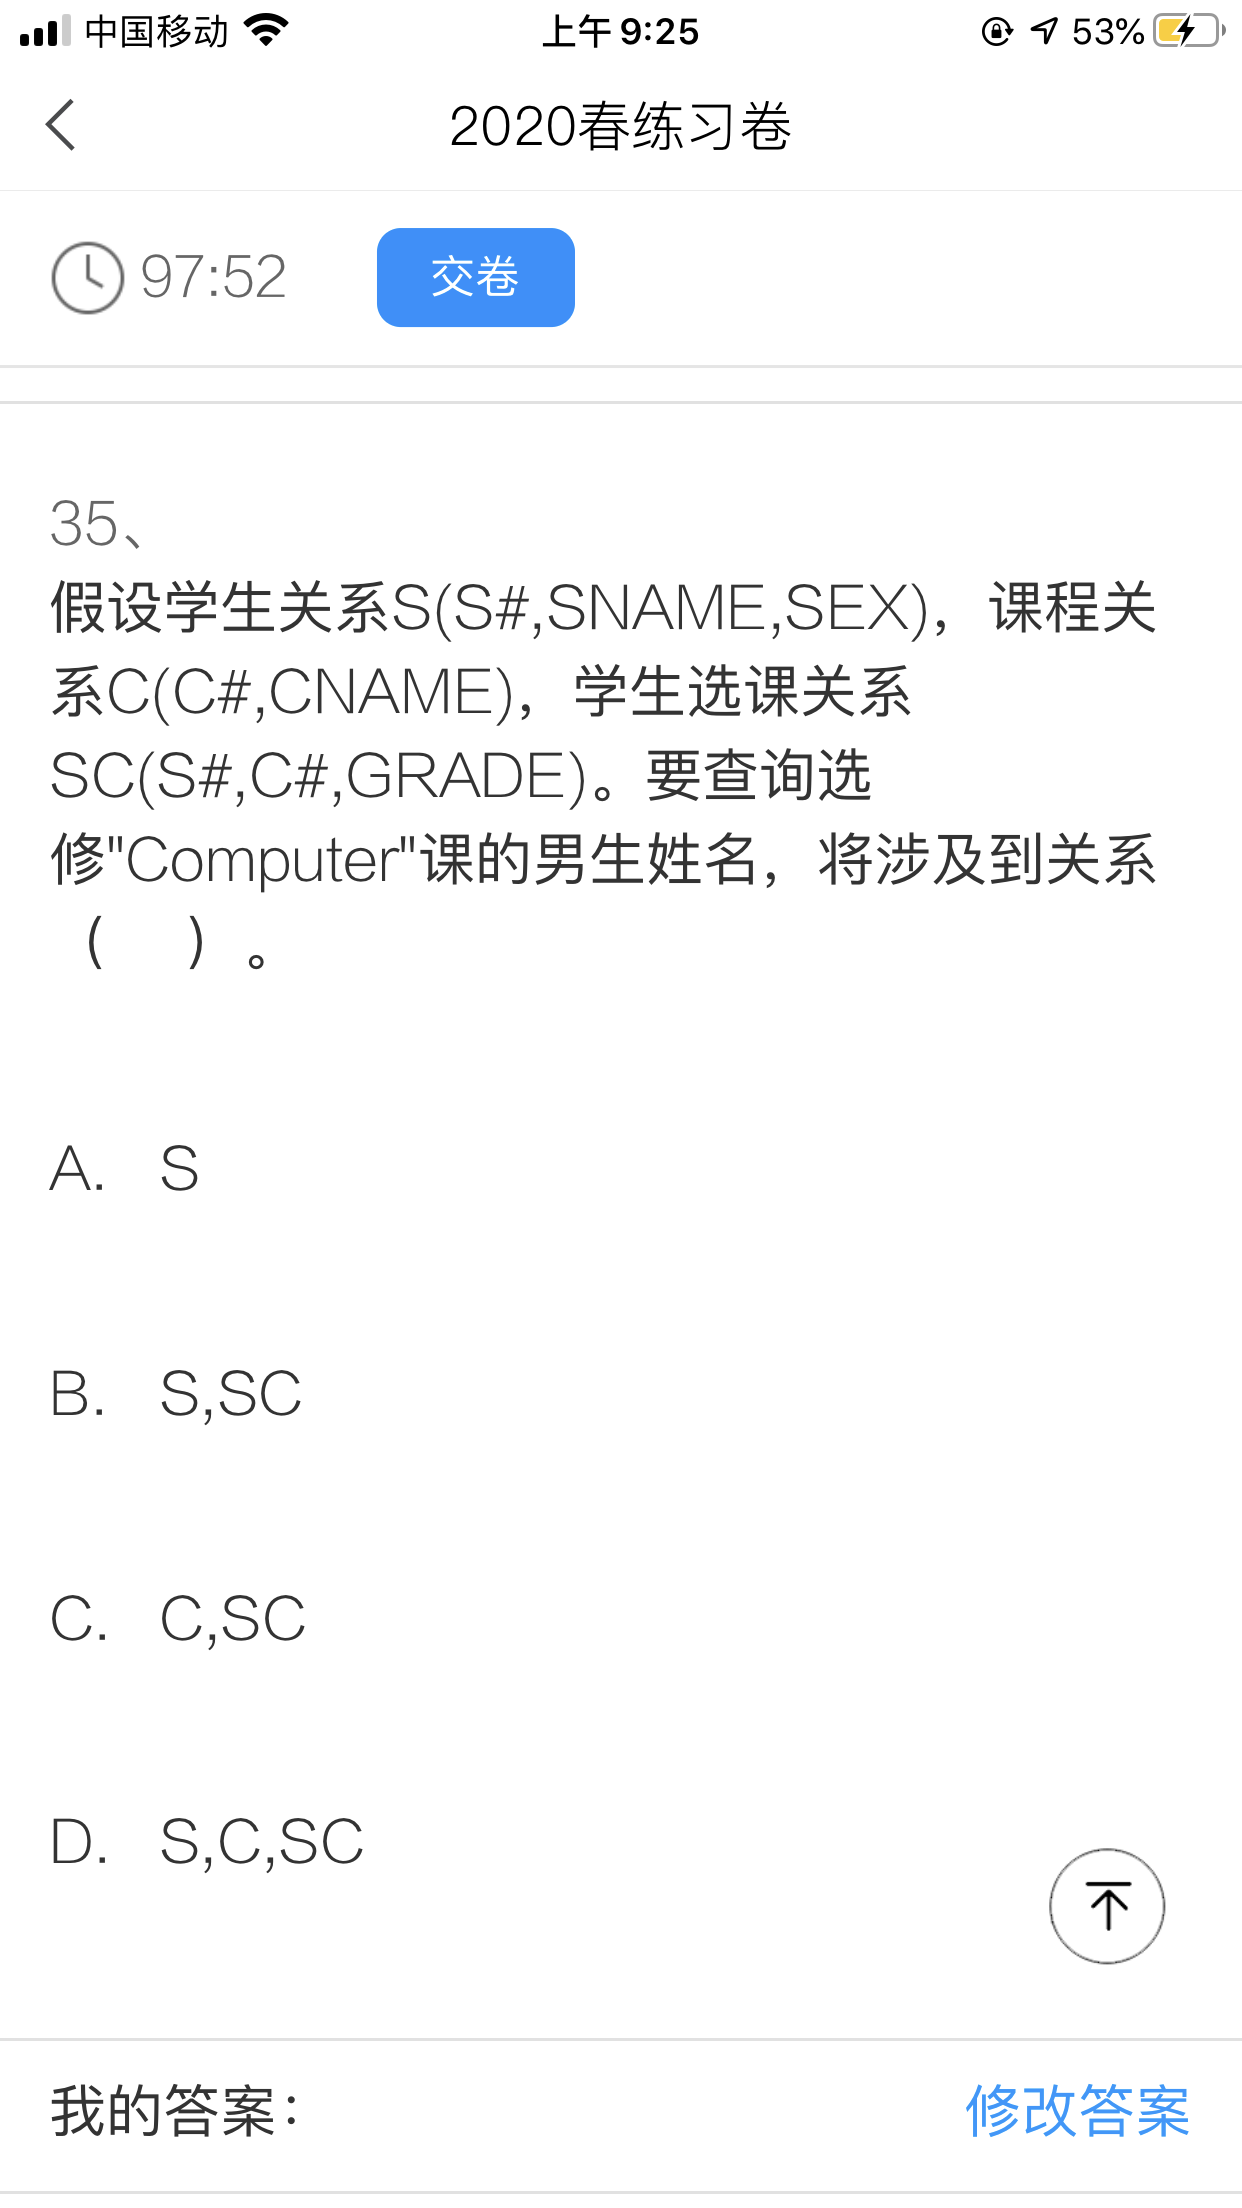 中国移动 上午 9:25 53%
2020春练习卷
97:52 交卷
35、
假设学生关系S(S#,SNAME,SEX)，课程关
系C(C#,CNAME)，学生选课关系
SC(S#,C#,GRADE)。要查询选
修"Computer"课的男生姓名，将涉及到关系
（ ）。
A. S
B. S,SC
C. C,SC
D. S,C,SC
我的答案： 修改答案